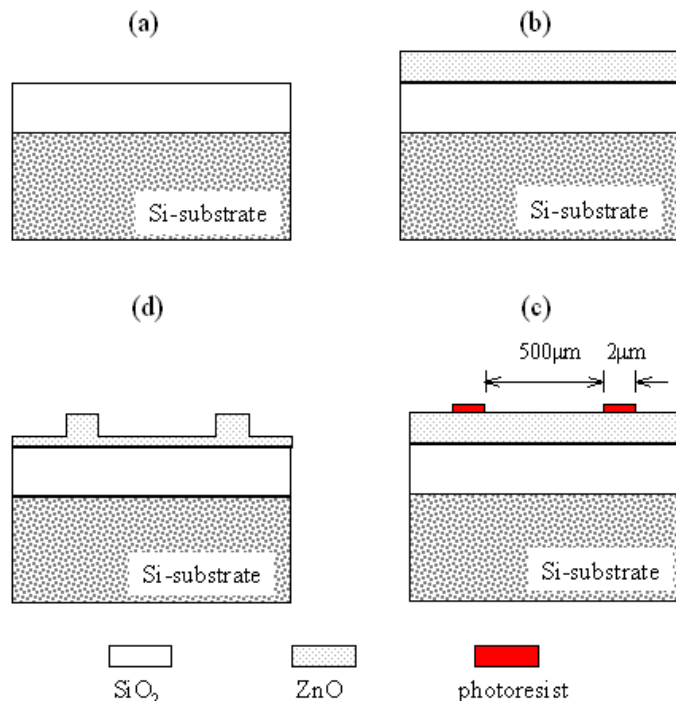 (a)
(b)
Si-substrate
Si-substrate
(d)
(c)
500μm
2μm
Si-substrate
Si-substrate
SiO₂
ZnO
photoresist